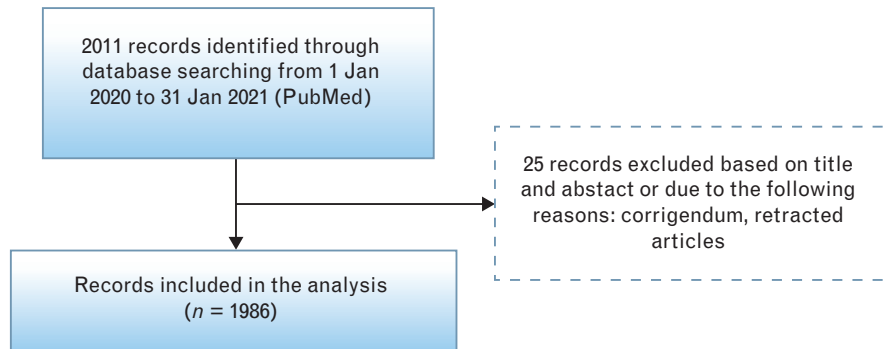 2011 records identified through
database searching from 1 Jan
2020 to 31 Jan 2021 (PubMed)
25 records excluded based on title
and abstact or due to the following
reasons: corrigendum, retracted
articles
Records included in the analysis
(n = 1986)